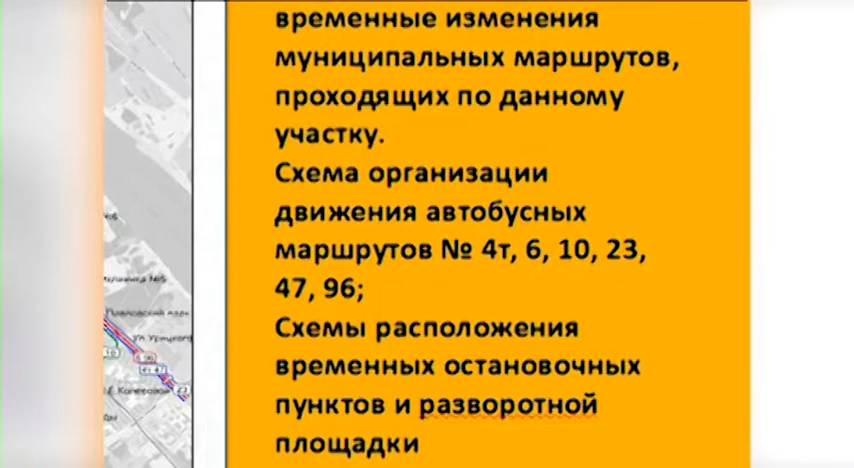 временные изменения
муниципальных маршрутов,
проходящих по данному
участку.
Схема организации
движения автобусных
маршрутов № 4т, 6, 10, 23,
47, 96;
Схемы расположения
временных остановочных
пунктов и разворотной
площадки